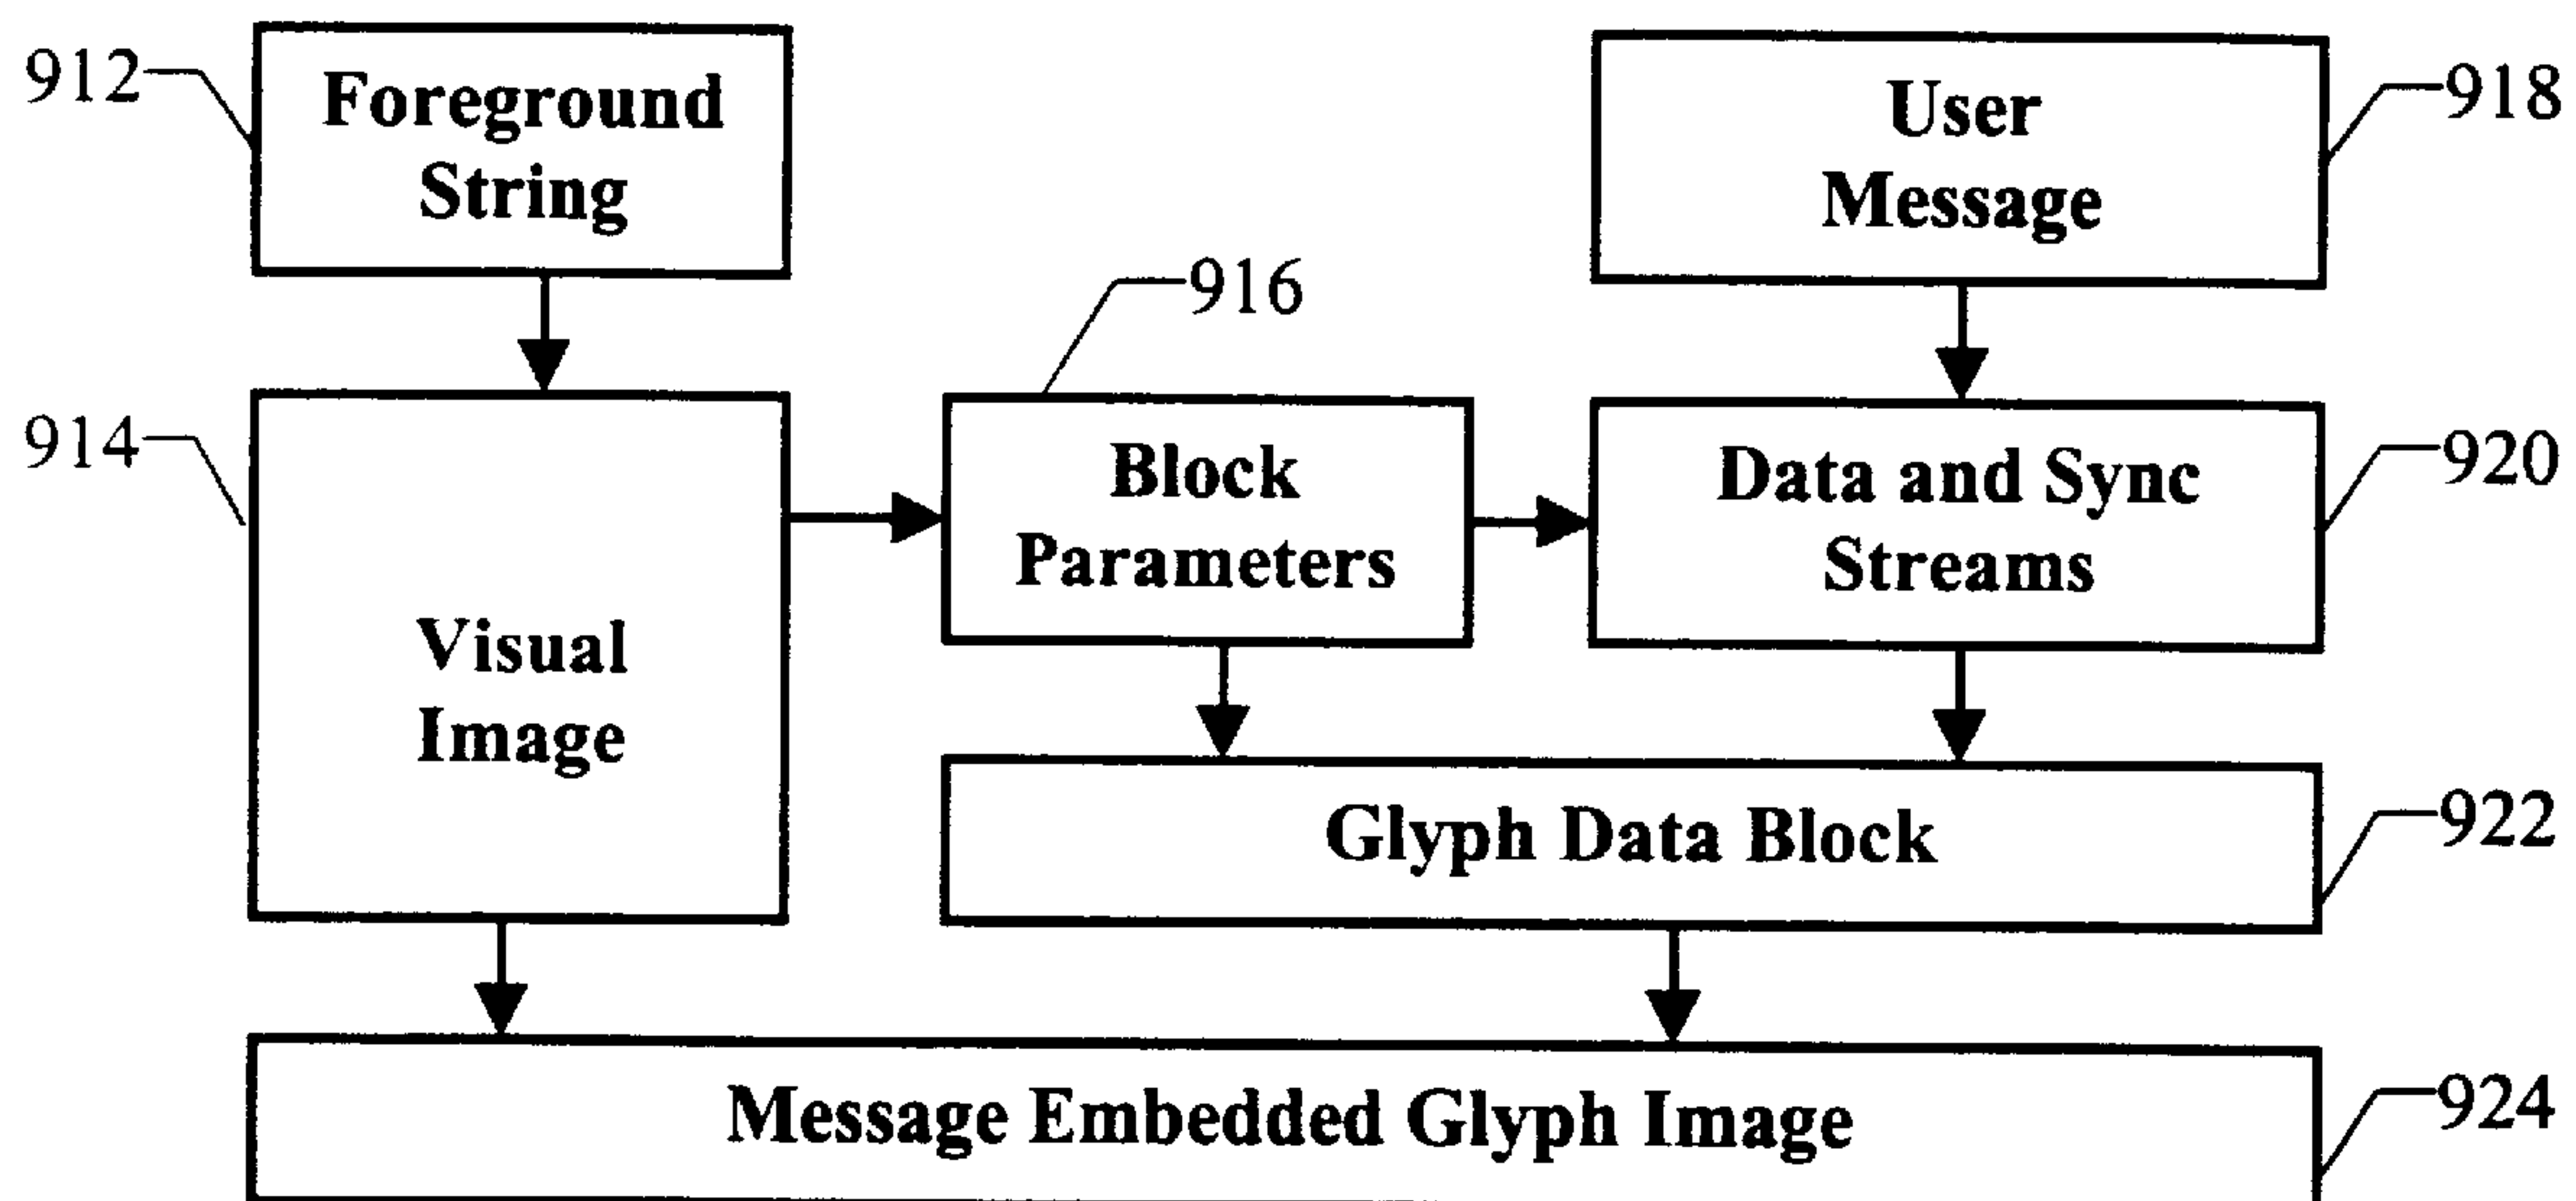 912
Foreground
String
User
Message
918
916
914
Visual
Image
Block
Parameters
Data and Sync
Streams
920
Glyph Data Block
922
Message Embedded Glyph Image
924